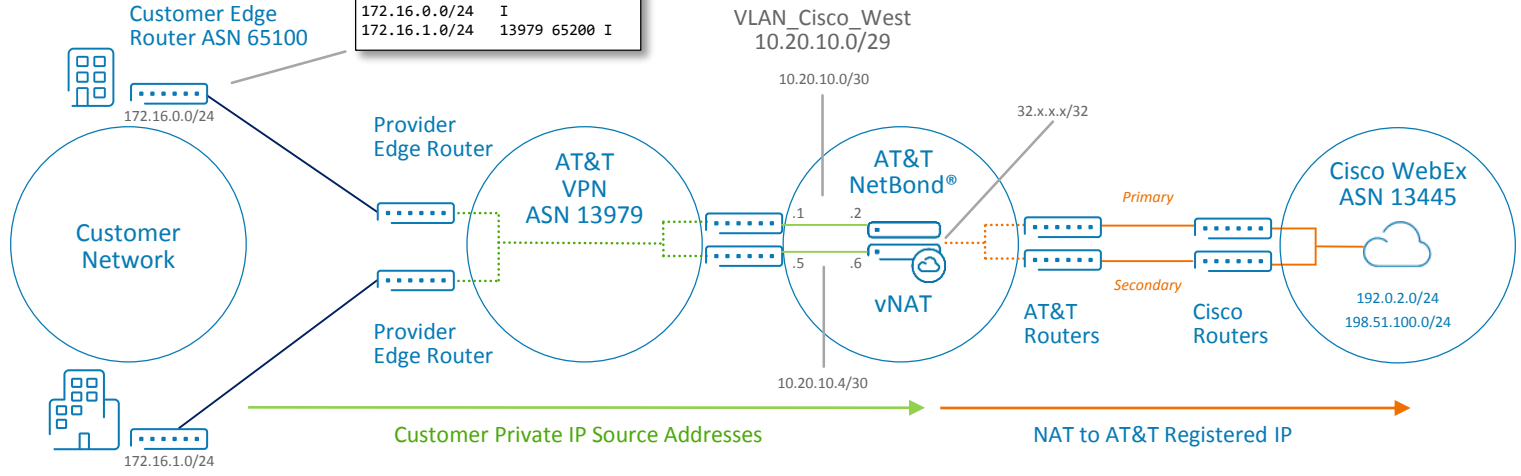 Customer Edge
Router ASN 65100
172.16.0.0/24 I
172.16.1.0/24 13979 65200 I
VLAN_Cisco_West
10.20.10.0/29
10.20.10.0/30
32.x.x.x/32
172.16.0.0/24
Provider
Edge Router
AT&T
VPN
ASN 13979
AT&T
NetBond®
Cisco WebEx
ASN 13445
Customer
Network
.1
.2
.5
.6
vNAT
Primary
Secondary
AT&T
Routers
Cisco
Routers
192.0.2.0/24
198.51.100.0/24
Provider
Edge Router
10.20.10.4/30
Customer Private IP Source Addresses
NAT to AT&T Registered IP
172.16.1.0/24